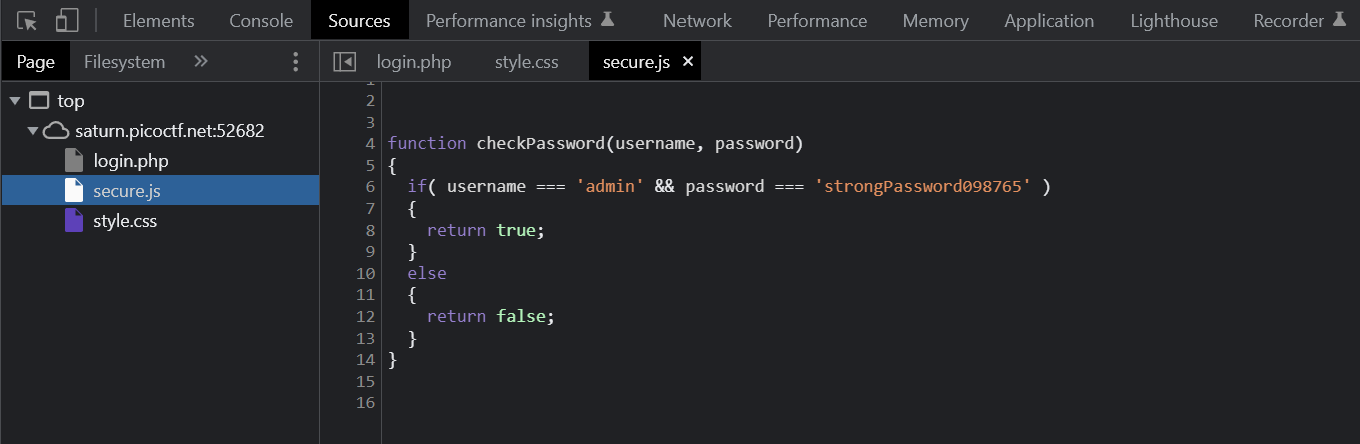 Elements Console Sources Performance insights Network Performance Memory Application Lighthouse Recorder
Page Filesystem » login.php style.css secure.js ×
top
saturn.picoctf.net:52682
login.php
secure.js
style.css
1
2
3
4 function checkPassword(username, password)
5 {
6   if( username === 'admin' && password === 'strongPassword098765' )
7   {
8     return true;
9   }
10   else
11   {
12     return false;
13   }
14 }
15
16